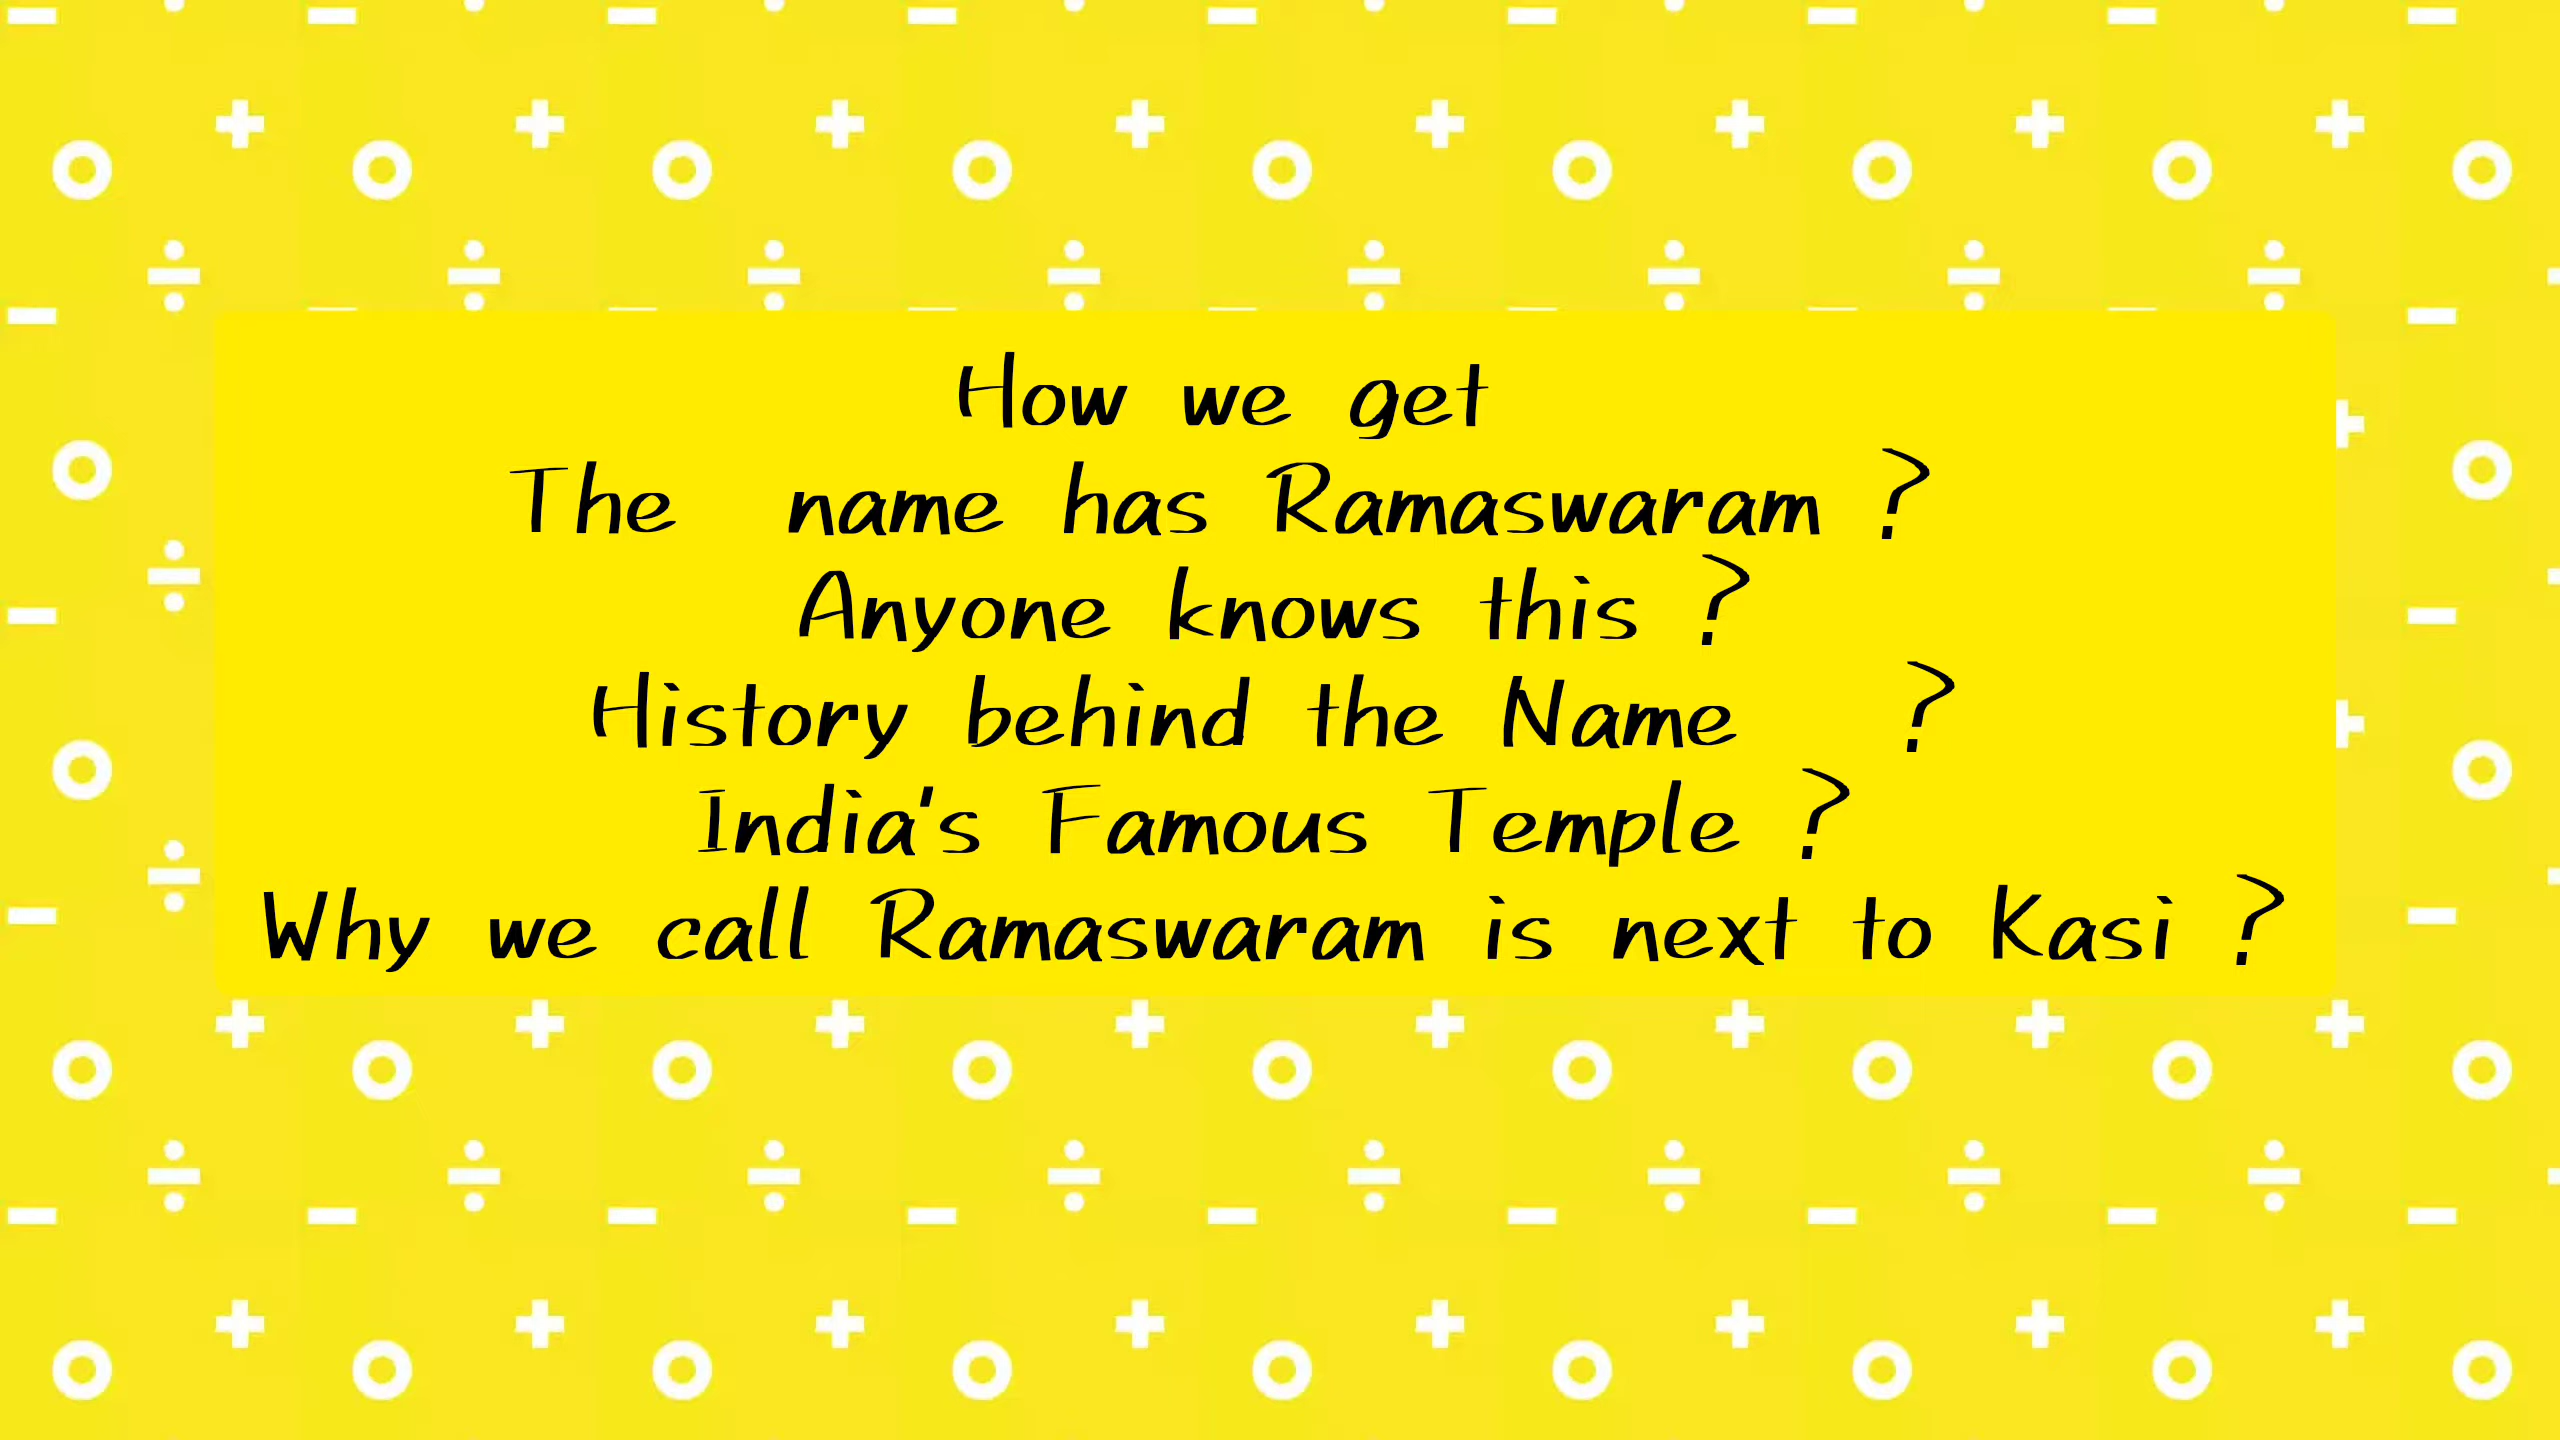 How we get
The name has Ramaswaram ?
Anyone knows this ?
History behind the Name ?
India's Famous Temple ?
Why we call Ramaswaram is next to Kasi ?